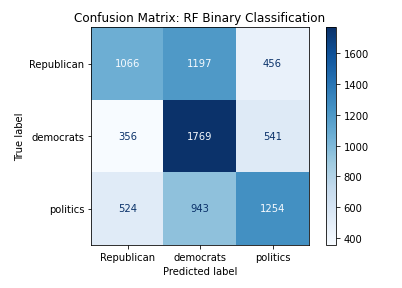 Confusion Matrix: RF Binary Classification
Republican 1066 1197 456
democrats 356 1769 541
politics 524 943 1254
Republican democrats politics
Predicted label
True label
1600
1400
1200
1000
800
600
400